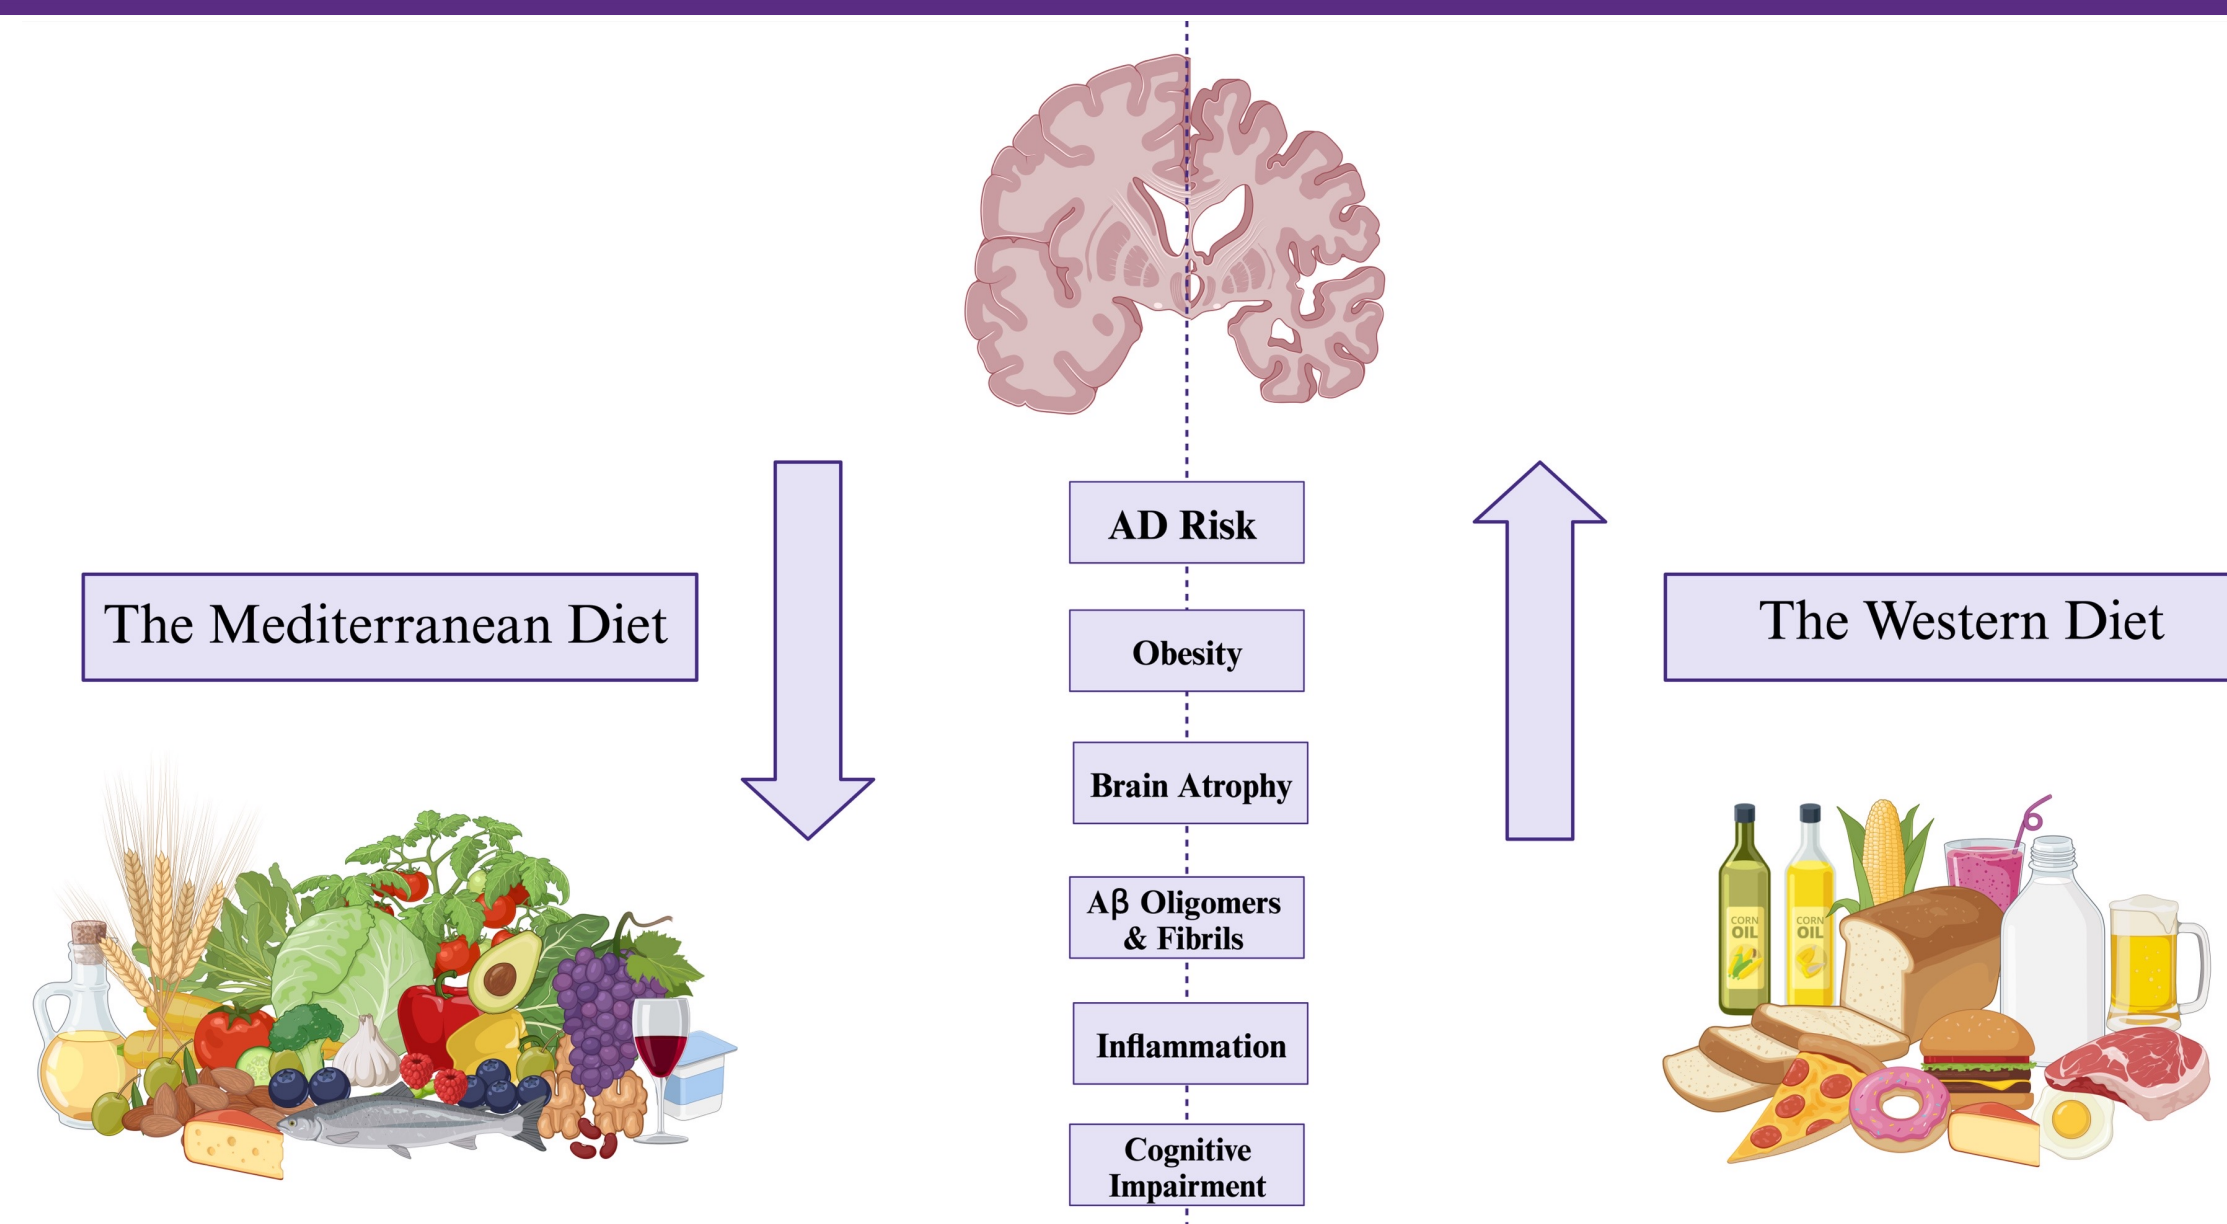 AD Risk
The Mediterranean Diet
The Western Diet
Obesity
Brain Atrophy
Aβ Oligomers
& Fibrils
Inflammation
Cognitive
Impairment
CORN
OIL
CORN
OIL